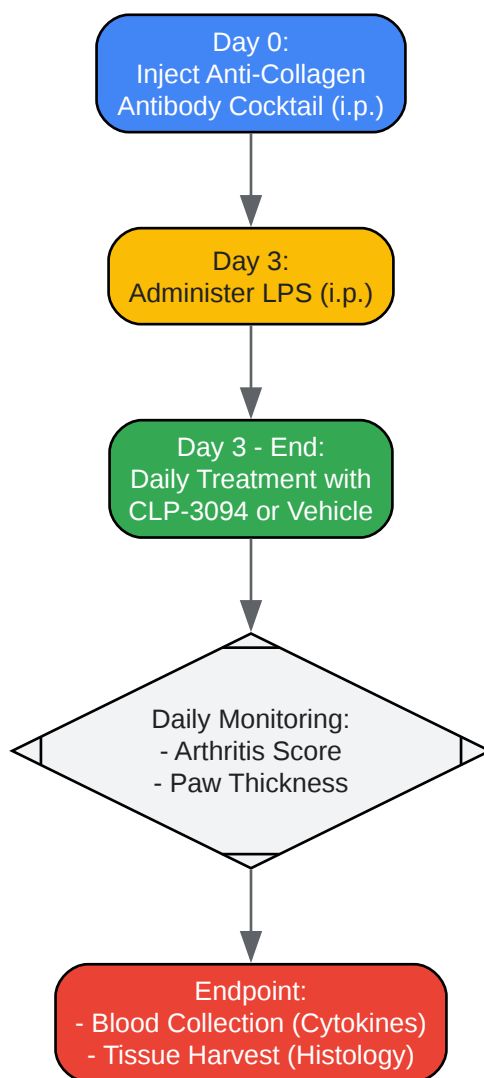 Day 0:
Inject Anti-Collagen
Antibody Cocktail (i.p.)
Day 3:
Administer LPS (i.p.)
Day 3 - End:
Daily Treatment with
CLP-3094 or Vehicle
Daily Monitoring:
- Arthritis Score
- Paw Thickness
Endpoint:
- Blood Collection (Cytokines)
- Tissue Harvest (Histology)